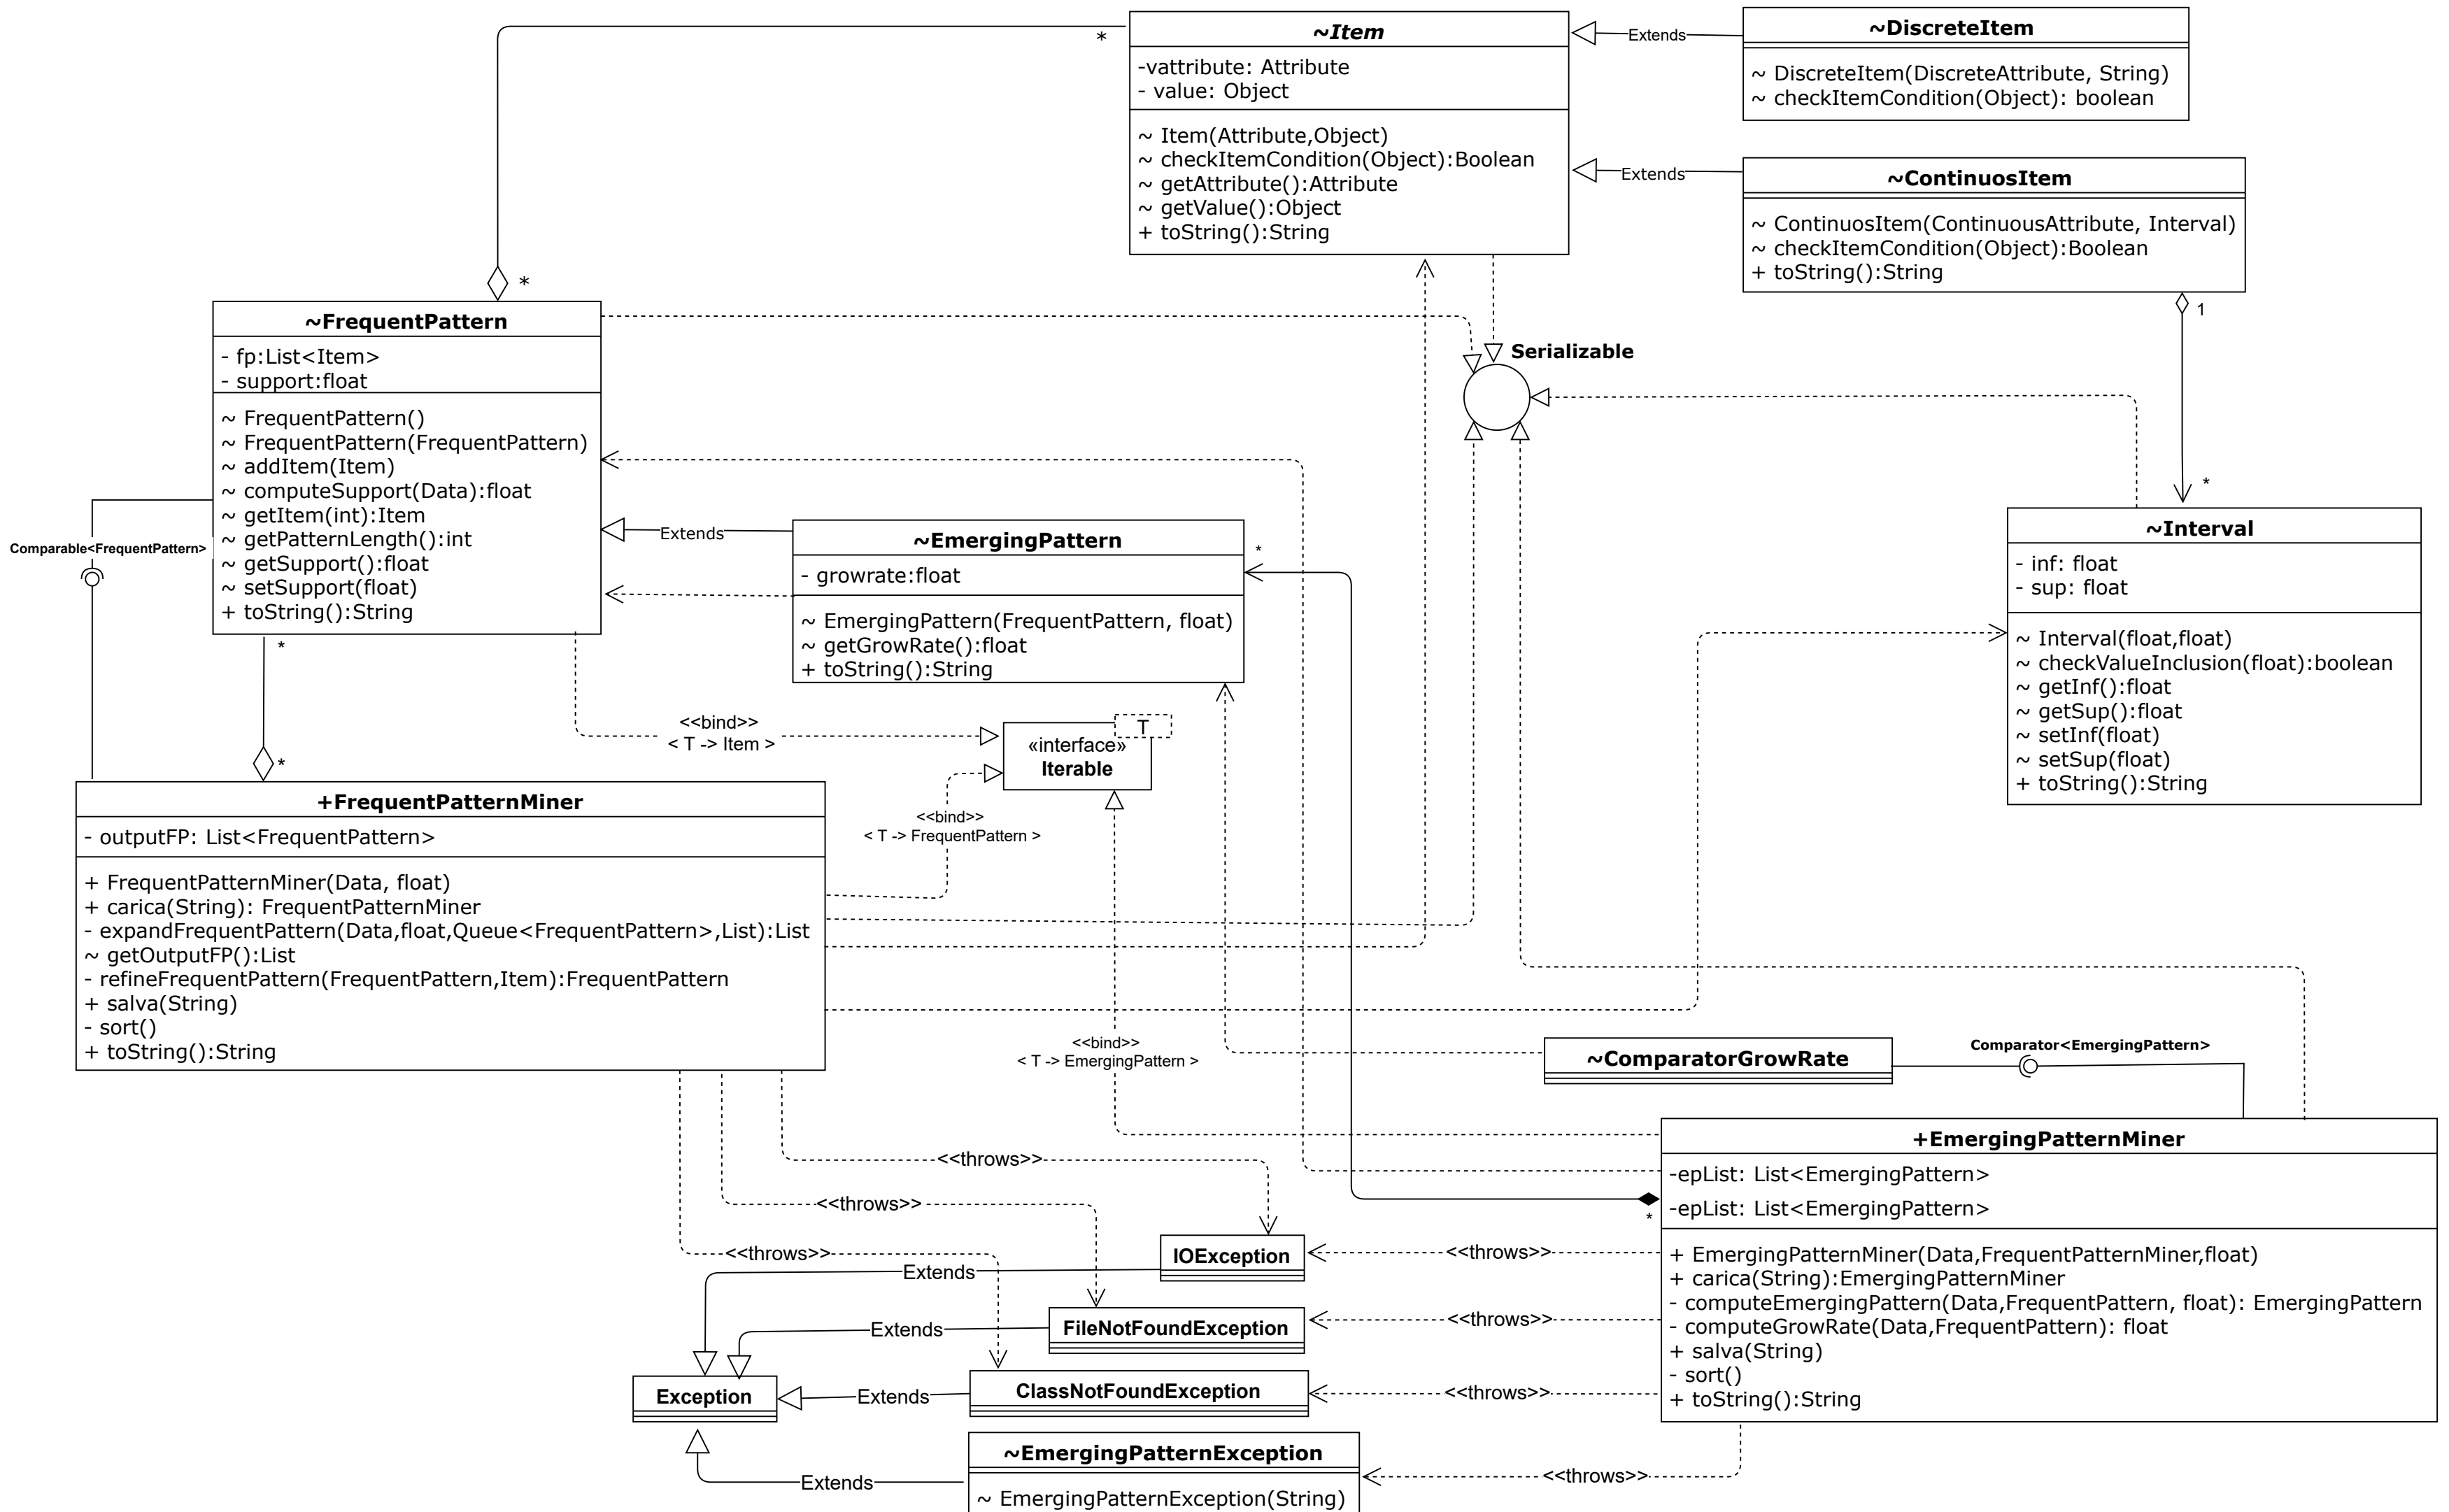 *
~Item
-vattribute: Attribute
- value: Object
~ Item(Attribute,Object)
~ checkItemCondition(Object):Boolean
~ getAttribute():Attribute
~ getValue():Object
+ toString():String
Extends
~DiscreteItem
~ DiscreteItem(DiscreteAttribute, String)
~ checkItemCondition(Object): boolean
Extends
~ContinuosItem
~ ContinuosItem(ContinuousAttribute, Interval)
~ checkItemCondition(Object):Boolean
+ toString():String
1
*
*
~FrequentPattern
- fp:List<Item>
- support:float
~ FrequentPattern()
~ FrequentPattern(FrequentPattern)
~ addItem(Item)
~ computeSupport(Data):float
~ getItem(int):Item
~ getPatternLength():int
~ getSupport():float
~ setSupport(float)
+ toString():String
Serializable
Comparable<FrequentPattern>
Extends
~EmergingPattern
- growrate:float
~ EmergingPattern(FrequentPattern, float)
~ getGrowRate():float
+ toString():String
*
~Interval
- inf: float
- sup: float
~ Interval(float,float)
~ checkValueInclusion(float):boolean
~ getInf():float
~ getSup():float
~ setInf(float)
~ setSup(float)
+ toString():String
*
*
<<bind>>
< T -> Item >
T
«interface»
Iterable
<<bind>>
< T -> FrequentPattern >
+FrequentPatternMiner
- outputFP: List<FrequentPattern>
+ FrequentPatternMiner(Data, float)
+ carica(String): FrequentPatternMiner
- expandFrequentPattern(Data,float,Queue<FrequentPattern>,List):List
~ getOutputFP():List
- refineFrequentPattern(FrequentPattern,Item):FrequentPattern
+ salva(String)
- sort()
+ toString():String
<<bind>>
< T -> EmergingPattern >
~ComparatorGrowRate
Comparator<EmergingPattern>
+EmergingPatternMiner
-epList: List<EmergingPattern>
-epList: List<EmergingPattern>
+ EmergingPatternMiner(Data,FrequentPatternMiner,float)
+ carica(String):EmergingPatternMiner
- computeEmergingPattern(Data,FrequentPattern, float): EmergingPattern
- computeGrowRate(Data,FrequentPattern): float
+ salva(String)
- sort()
+ toString():String
*
<<throws>>
<<throws>>
<<throws>>
IOException
<<throws>>
Extends
FileNotFoundException
<<throws>>
Extends
ClassNotFoundException
<<throws>>
Extends
Exception
~EmergingPatternException
~ EmergingPatternException(String)
<<throws>>
Extends